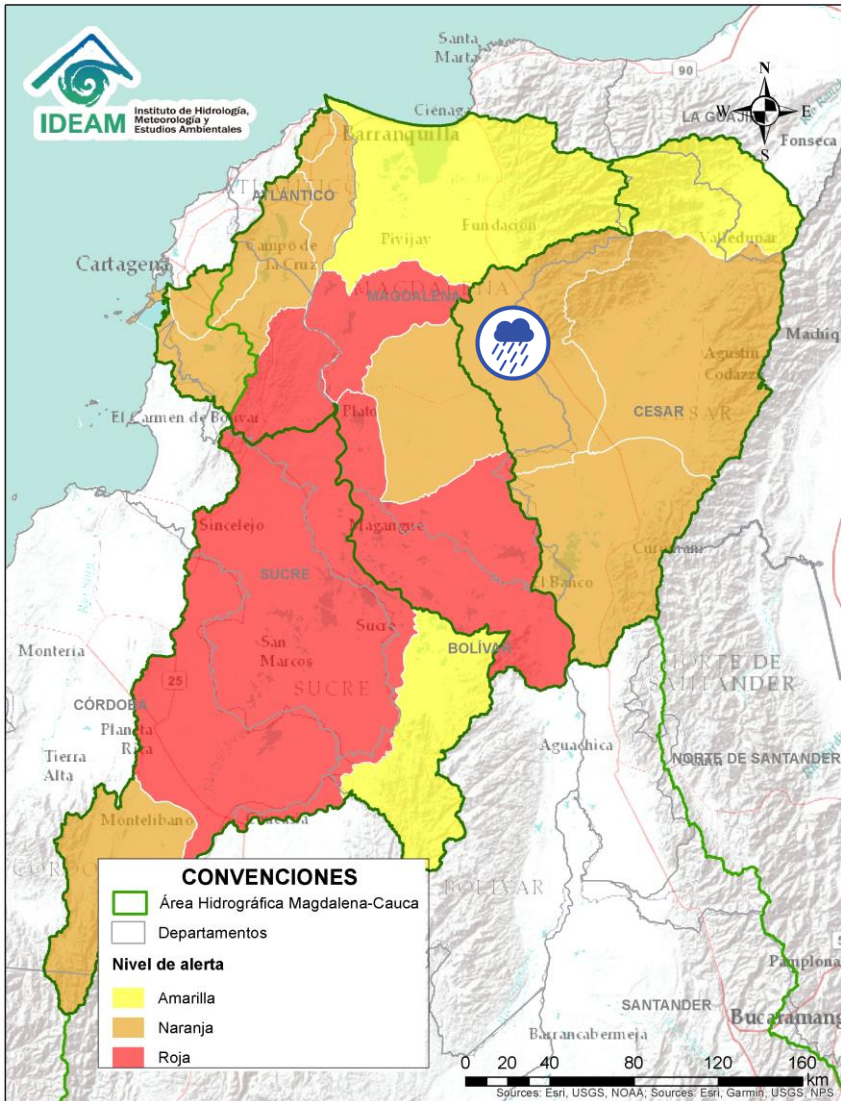 IDEAM
Instituto de Hidrología,
Meteorología y
Estudios Ambientales
Santa
Marta
90
N
W
E
S
LA GUAJIR
Ciénaga
Fonseca
Barranquilla
ATLÁNTICO
Valledupar
Fundación
Pivijay
Campo de
la Cruz
Cartagena
MAGDALENA
Machiq
Agustín
Codazzi
CESAR
El Carmen de Bolívar
Plato
Sincelejo
Magangué
Curumaní
SUCRE
El Banco
Sucre
San
Marcos
BOLÍVAR
Montería
SUCRE
NORTE DE
SANTANDER
25
CÓRDOBA
Planeta
Rica
Tierra
Alta
Aguachica
NORTE DE SANTANDER
Montelíbano
Caucasia
BOLÍVAR
CONVENCIONES
Área Hidrográfica Magdalena-Cauca
Departamentos
Nivel de alerta
Amarilla
Naranja
Roja
Pamplona
SANTANDER
Bucaramang
Barrancabermeja
0 20 40 80 120 160
km
Sources: Esri, USGS, NOAA; Sources: Esri, Garmin, USGS, NPS